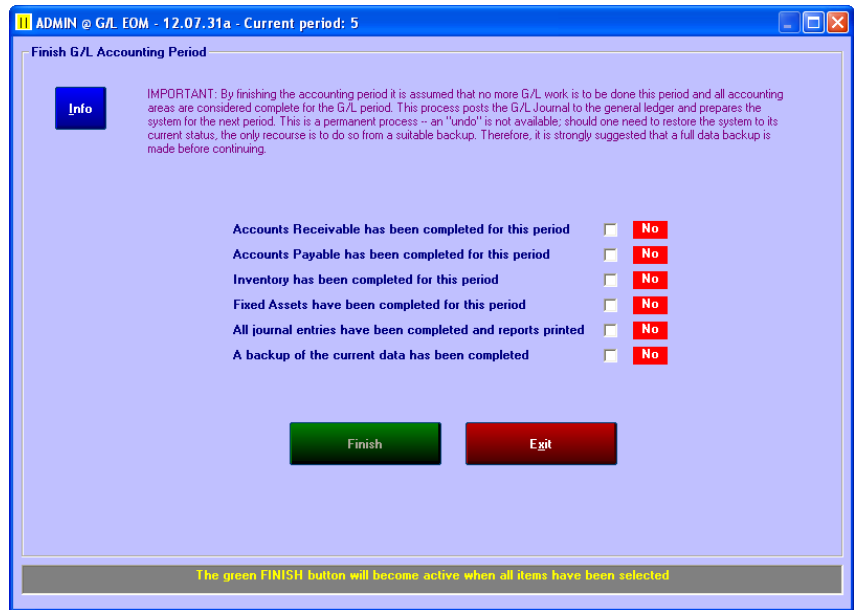 ADMIN @ G/L EOM - 12.07.31a - Current period: 5
Finish G/L Accounting Period
Info
IMPORTANT: By finishing the accounting period it is assumed that no more G/L work is to be done this period and all accounting
areas are considered complete for the G/L period. This process posts the G/L Journal to the general ledger and prepares the
system for the next period. This is a permanent process -- an "undo" is not available; should one need to restore the system to its
current status, the only recourse is to do so from a suitable backup. Therefore, it is strongly suggested that a full data backup is
made before continuing.
Accounts Receivable has been completed for this period No
Accounts Payable has been completed for this period No
Inventory has been completed for this period No
Fixed Assets have been completed for this period No
All journal entries have been completed and reports printed No
A backup of the current data has been completed No
Finish Exit
The green FINISH button will become active when all items have been selected